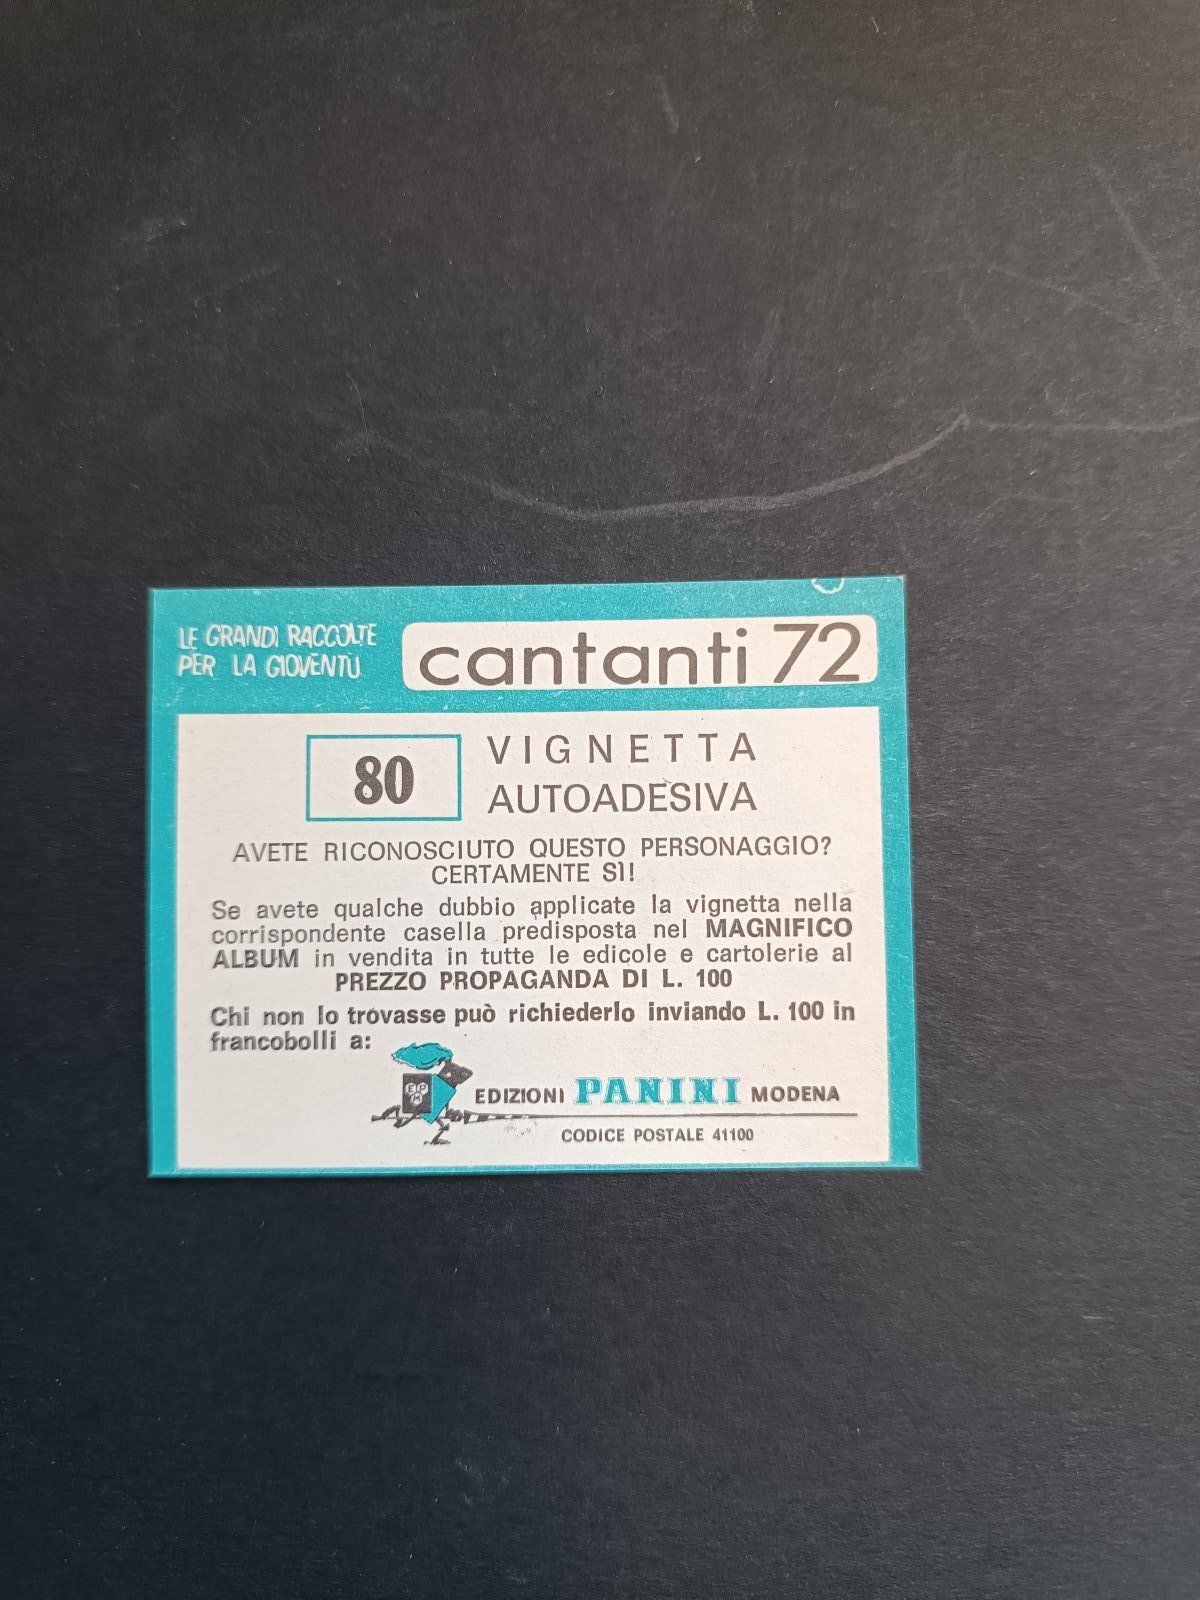 LE GRANDI RACCOLTE
PER LA GIOVENTU
cantanti 72
80
VIGNETTA
AUTOADESIVA
AVETE RICONOSCIUTO QUESTO PERSONAGGIO?
CERTAMENTE SÌ!
Se avete qualche dubbio applicate la vignetta nella
corrispondente casella predisposta nel MAGNIFICO
ALBUM in vendita in tutte le edicole e cartolerie al
PREZZO PROPAGANDA DI L. 100
Chi non lo trovasse può richiederlo inviando L. 100 in
francobolli a:
EPM
EDIZIONI PANINI MODENA
CODICE POSTALE 41100